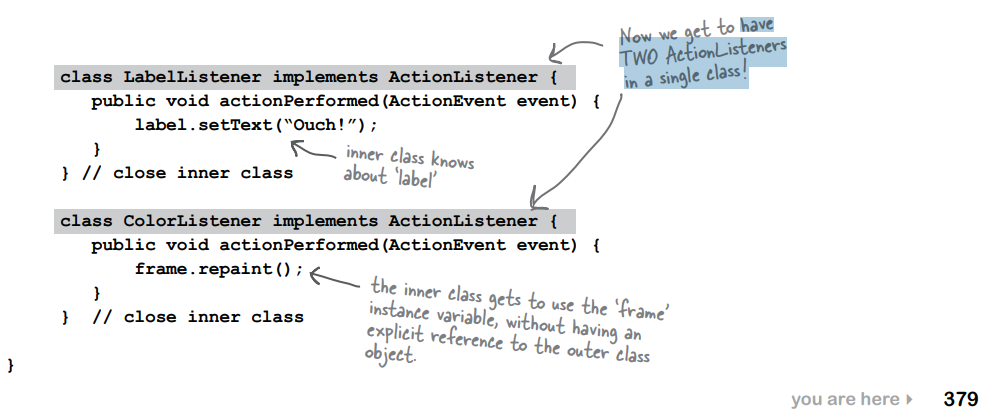 Now we get to have
TWO ActionListeners
in a single class!
class LabelListener implements ActionListener {
public void actionPerformed(ActionEvent event) {
label.setText(“Ouch!”);
}
inner class knows
about ‘label’
} // close inner class
class ColorListener implements ActionListener {
public void actionPerformed(ActionEvent event) {
frame.repaint();
}
the inner class gets to use the ‘frame’
instance variable, without having an
explicit reference to the outer class
object.
} // close inner class
}
you are here
379